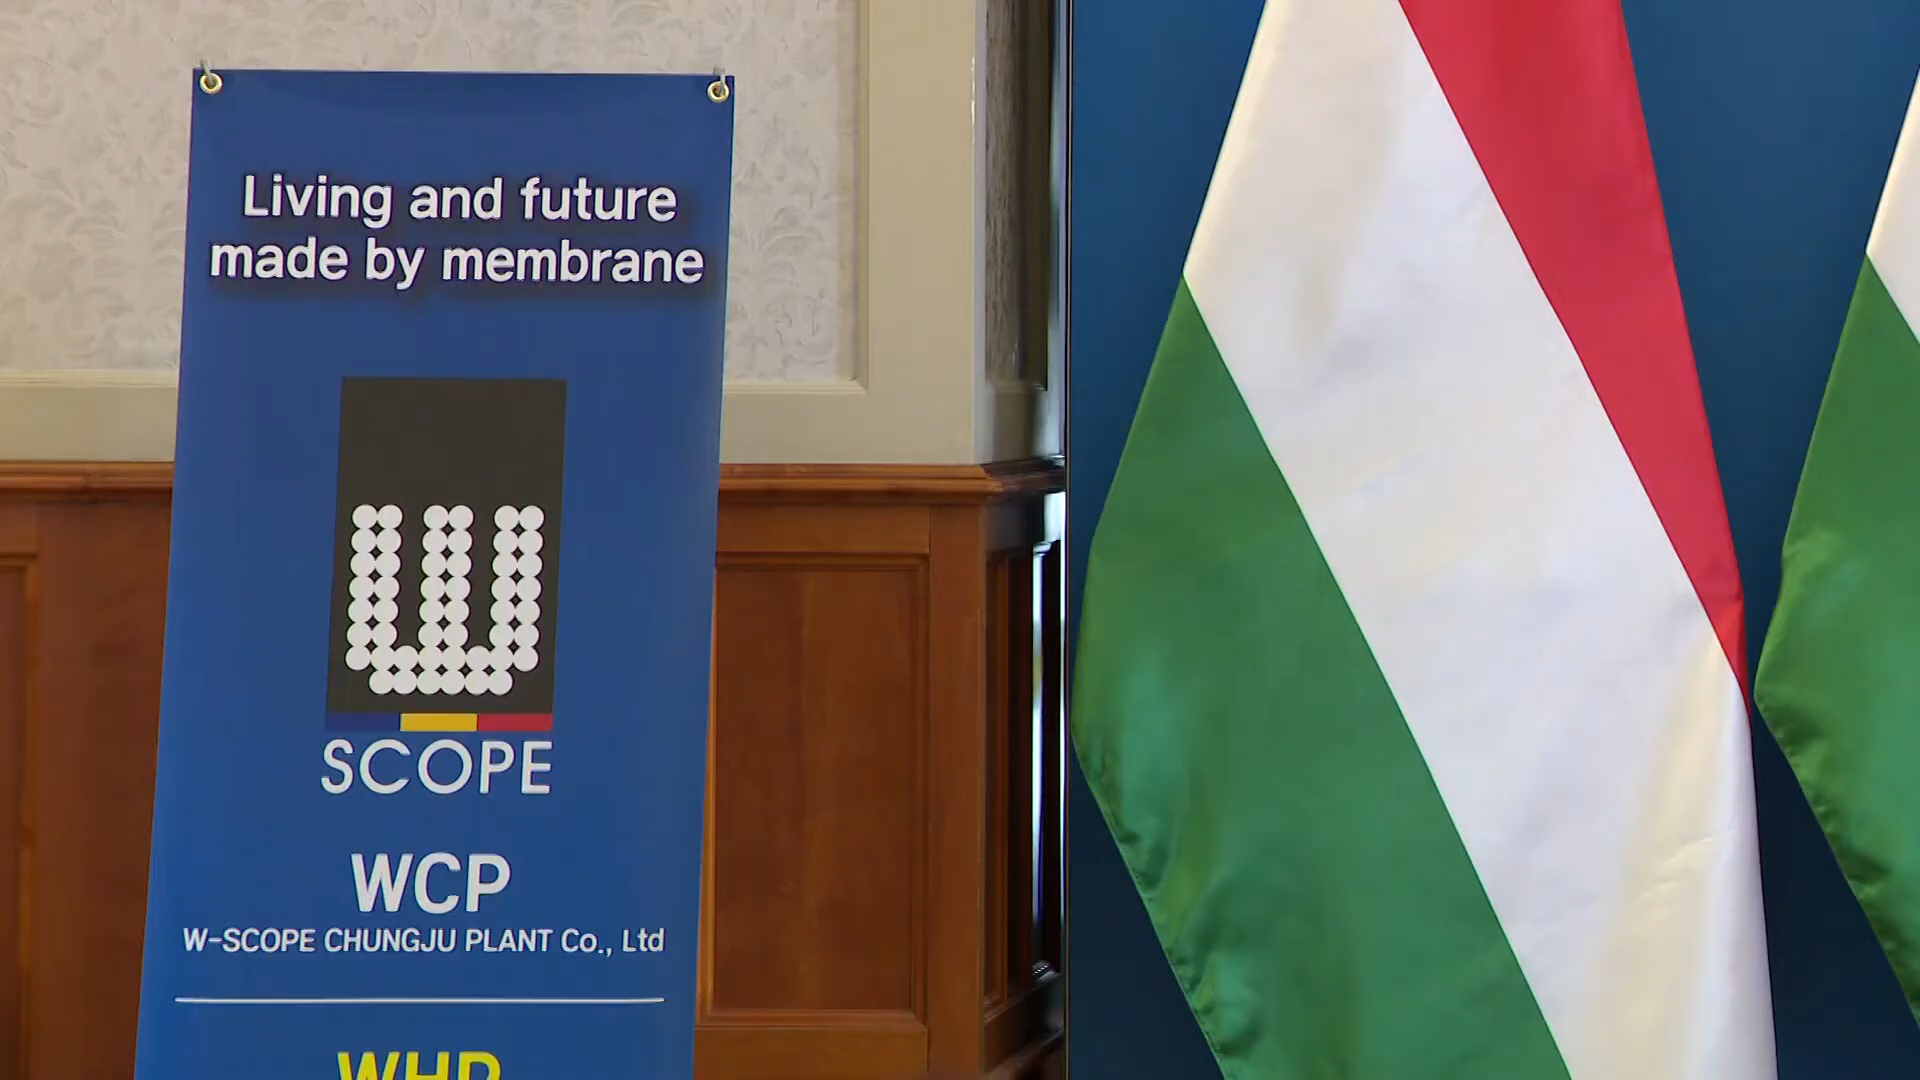 Living and future
made by membrane
W
SCOPE
WCP
W-SCOPE CHUNGJU PLANT Co., Ltd